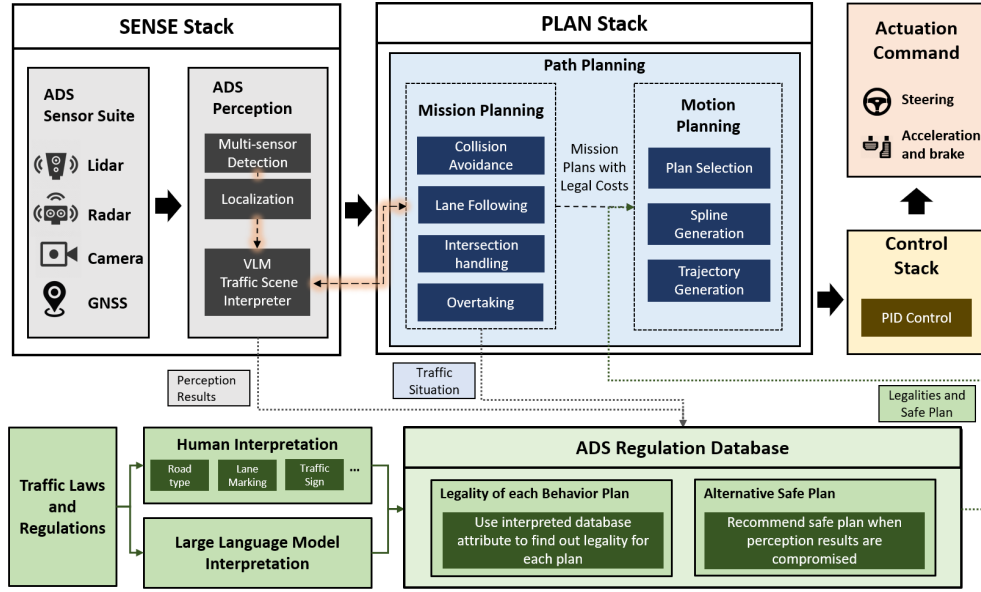 SENSE Stack
ADS
Sensor Suite
Lidar
Radar
Camera
GNSS
ADS
Perception
Multi-sensor
Detection
Localization
VLM
Traffic Scene
Interpreter
PLAN Stack
Path Planning
Mission Planning
Collision
Avoidance
Lane Following
Intersection
handling
Overtaking
Mission
Plans with
Legal Costs
Motion
Planning
Plan Selection
Spline
Generation
Trajectory
Generation
Actuation
Command
Steering
Acceleration
and brake
Control
Stack
PID Control
Perception
Results
Traffic
Situation
Legalities and
Safe Plan
Traffic Laws
and
Regulations
Human Interpretation
Road
type
Lane
Marking
Traffic
Sign
...
Large Language Model
Interpretation
ADS Regulation Database
Legality of each Behavior Plan
Use interpreted database
attribute to find out legality for
each plan
Alternative Safe Plan
Recommend safe plan when
perception results are
compromised